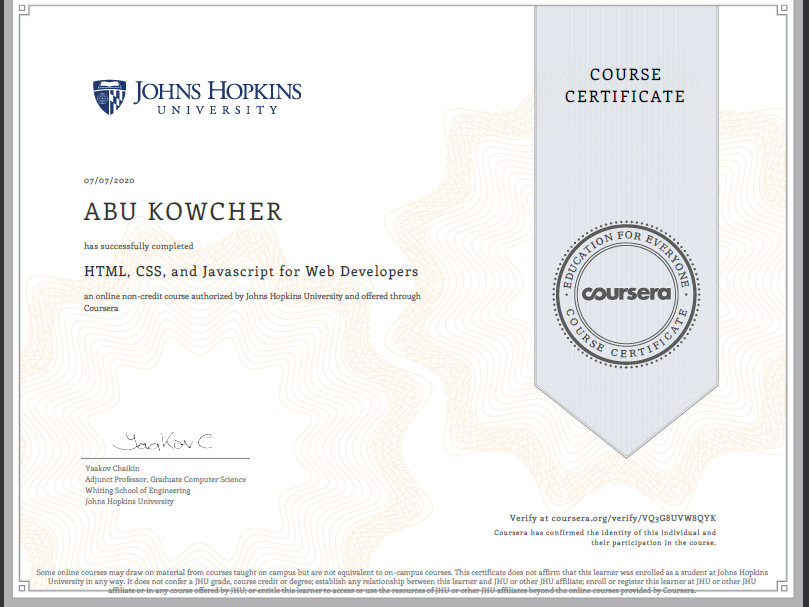 JOHNS HOPKINS
UNIVERSITY
COURSE
CERTIFICATE
07/07/2020
ABU KOWCHER
has successfully completed
HTML, CSS, and Javascript for Web Developers
an online non-credit course authorized by Johns Hopkins University and offered through
Coursera
EDUCATION FOR EVERYONE
coursera
COURSE CERTIFICATE
Yaakov C
Yaakov Chaikin
Adjunct Professor, Graduate Computer Science
Whiting School of Engineering
Johns Hopkins University
Verify at coursera.org/verify/VQ3G8UVW8QYK
Coursera has confirmed the identity of this individual and
their participation in the course.
Some online courses may draw on material from courses taught on campus but are not equivalent to on-campus courses. This certificate does not affirm that this learner was enrolled as a student at Johns Hopkins
University in any way. It does not confer a JHU grade, course credit or degree; establish any relationship between this learner and JHU or other JHU affiliate; enroll or register this learner at JHU or other JHU
affiliate or in any course offered by JHU; or entitle this learner to access or use the resources of JHU or other JHU affiliates beyond the online courses provided by Coursera.